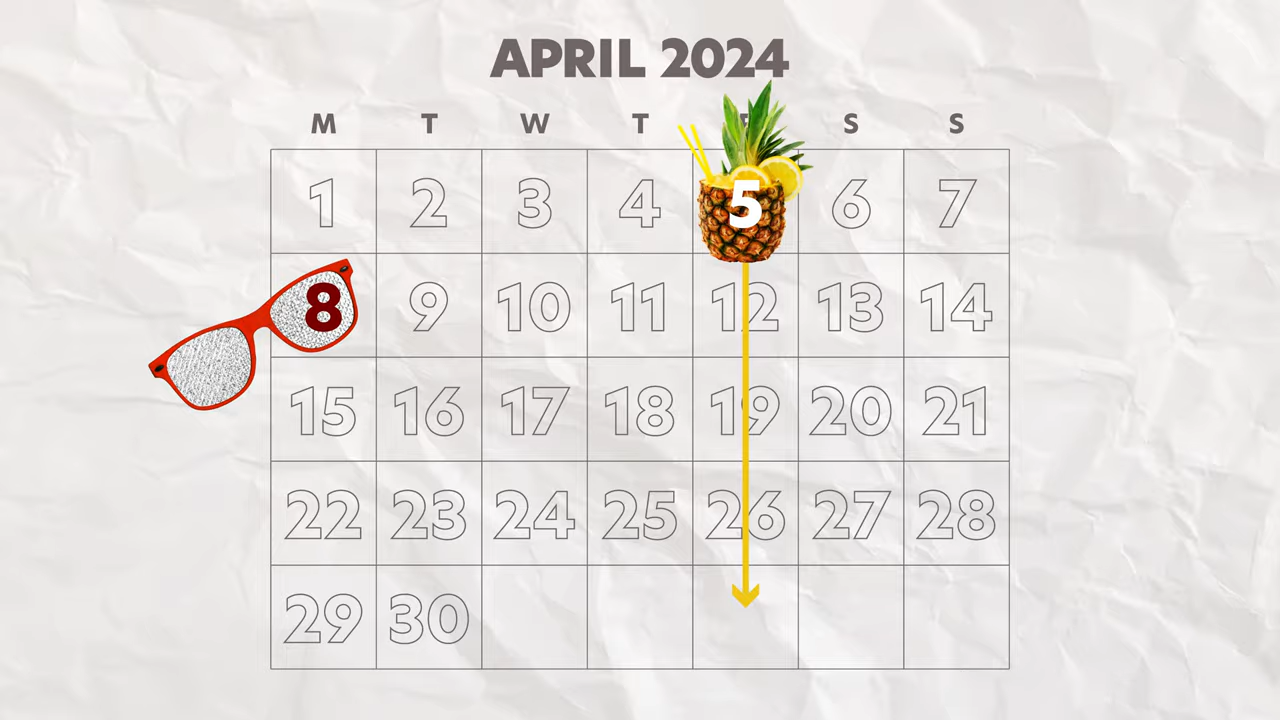 APRIL 2024
M T W T F S S
1 2 3 4 5 6 7
8 9 10 11 12 13 14
15 16 17 18 19 20 21
22 23 24 25 26 27 28
29 30